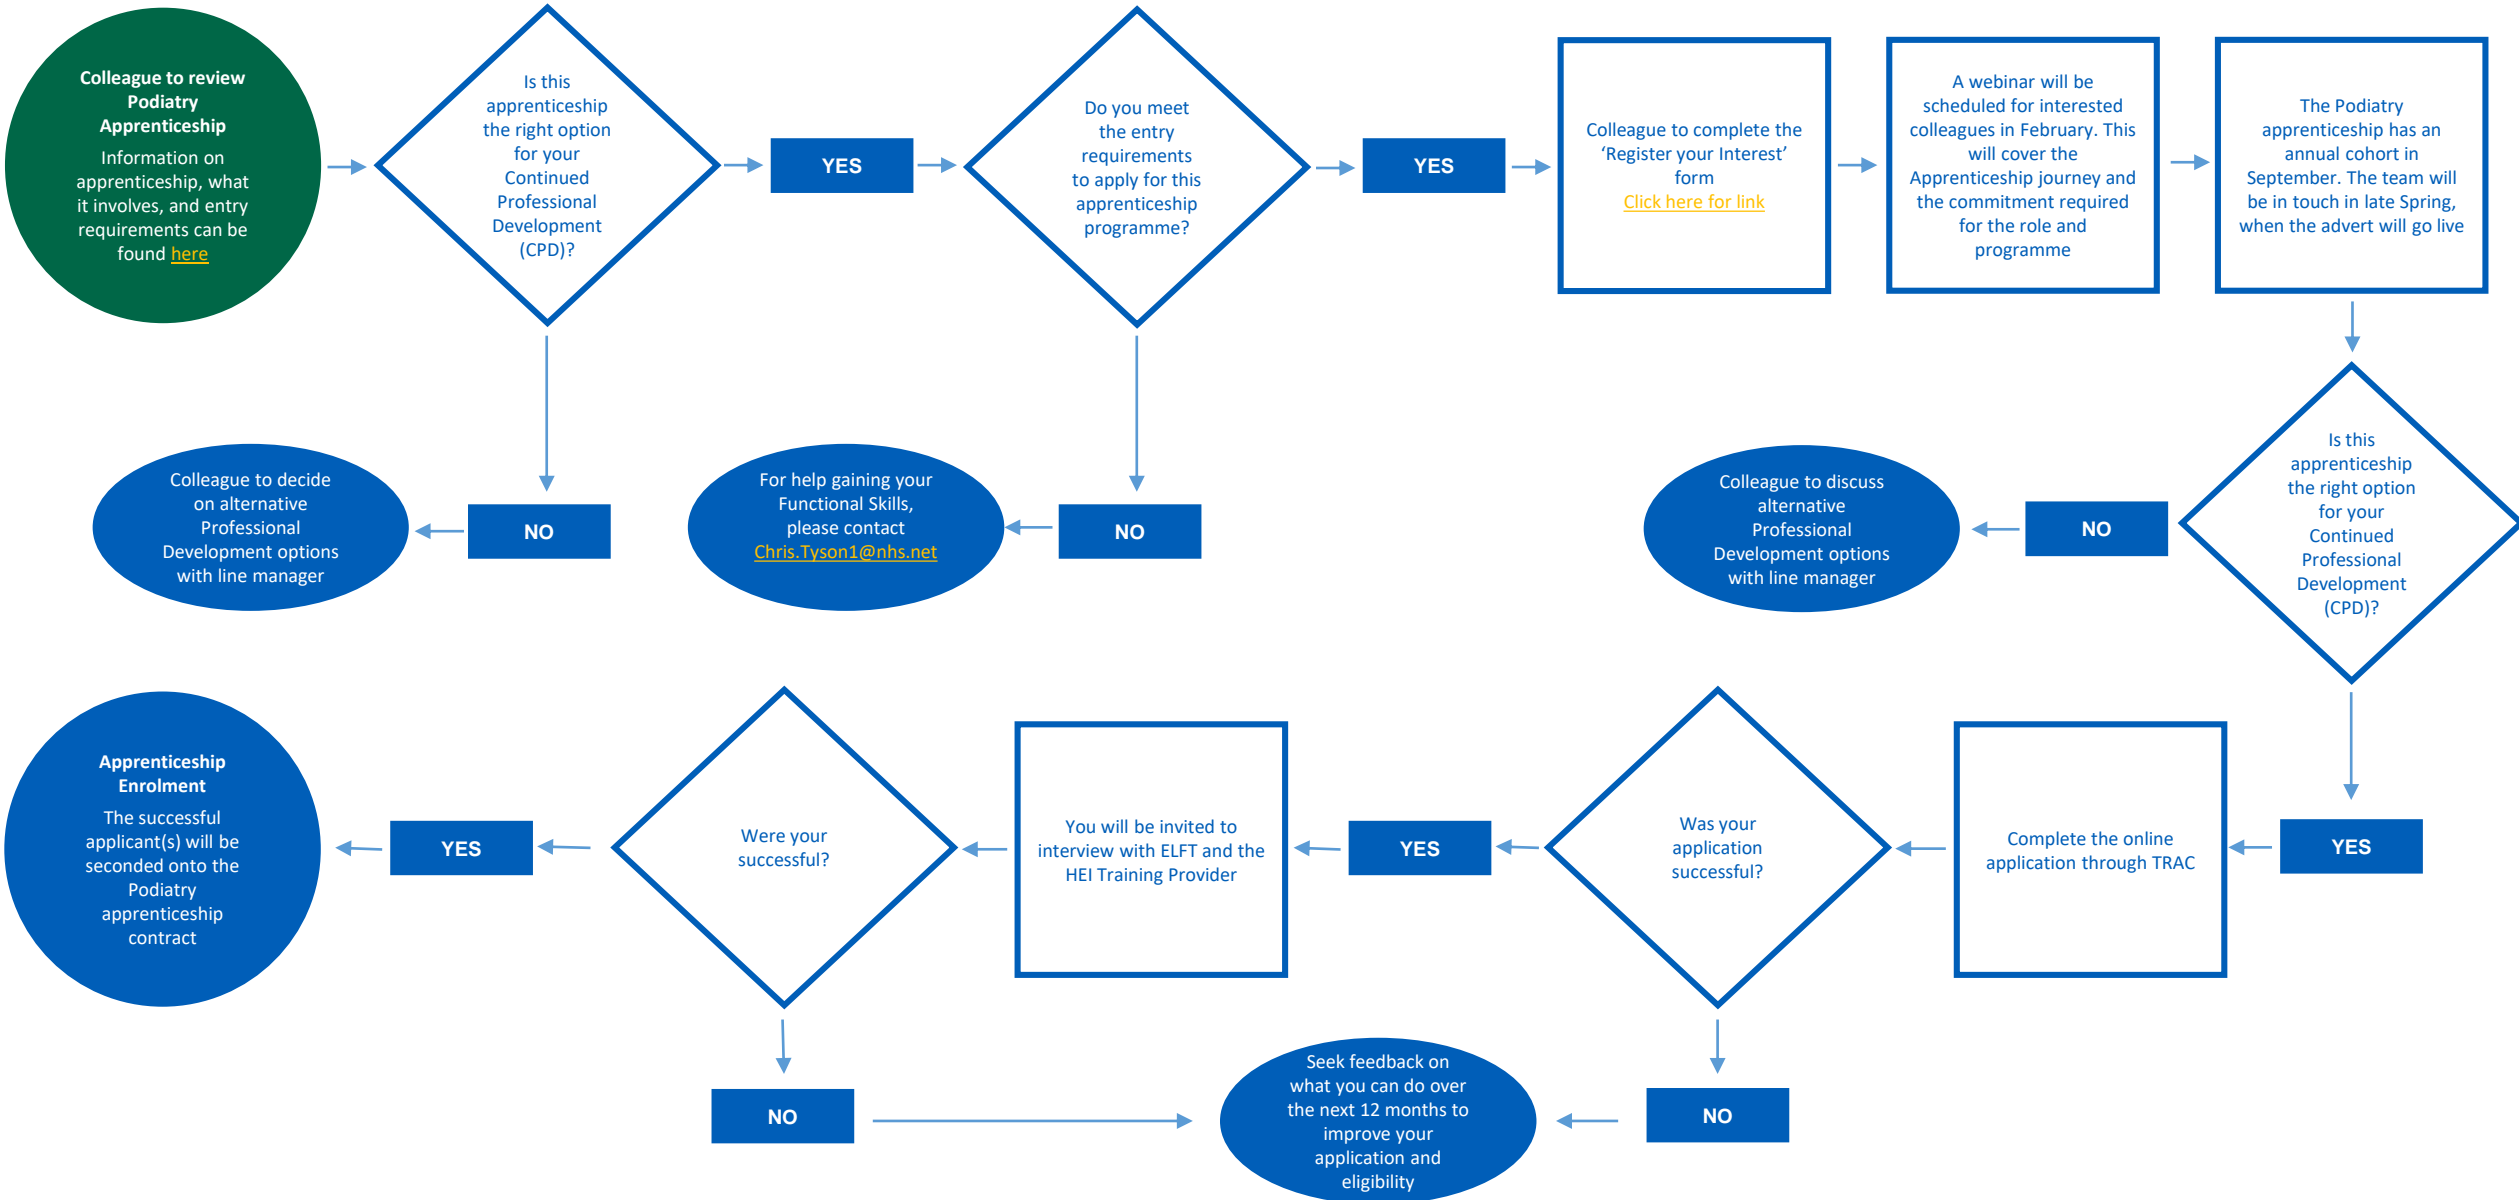 Colleague to review
Podiatry
Apprenticeship
Information on
apprenticeship, what
it involves, and entry
requirements can be
found here
Is this
apprenticeship
the right option
for your
Continued
Professional
Development
(CPD)?
YES
Do you meet
the entry
requirements
to apply for this
apprenticeship
programme?
YES
Colleague to complete the
‘Register your Interest’
form
Click here for link
A webinar will be
scheduled for interested
colleagues in February. This
will cover the
Apprenticeship journey and
the commitment required
for the role and
programme
The Podiatry
apprenticeship has an
annual cohort in
September. The team will
be in touch in late Spring,
when the advert will go live
Colleague to decide
on alternative
Professional
Development options
with line manager
NO
For help gaining your
Functional Skills,
please contact
Chris.Tyson1@nhs.net
NO
Colleague to discuss
alternative
Professional
Development options
with line manager
NO
Is this
apprenticeship
the right option
for your
Continued
Professional
Development
(CPD)?
Apprenticeship
Enrolment
The successful
applicant(s) will be
seconded onto the
Podiatry
apprenticeship
contract
YES
Were your
successful?
You will be invited to
interview with ELFT and the
HEI Training Provider
YES
Was your
application
successful?
Complete the online
application through TRAC
YES
NO
Seek feedback on
what you can do over
the next 12 months to
improve your
application and
eligibility
NO